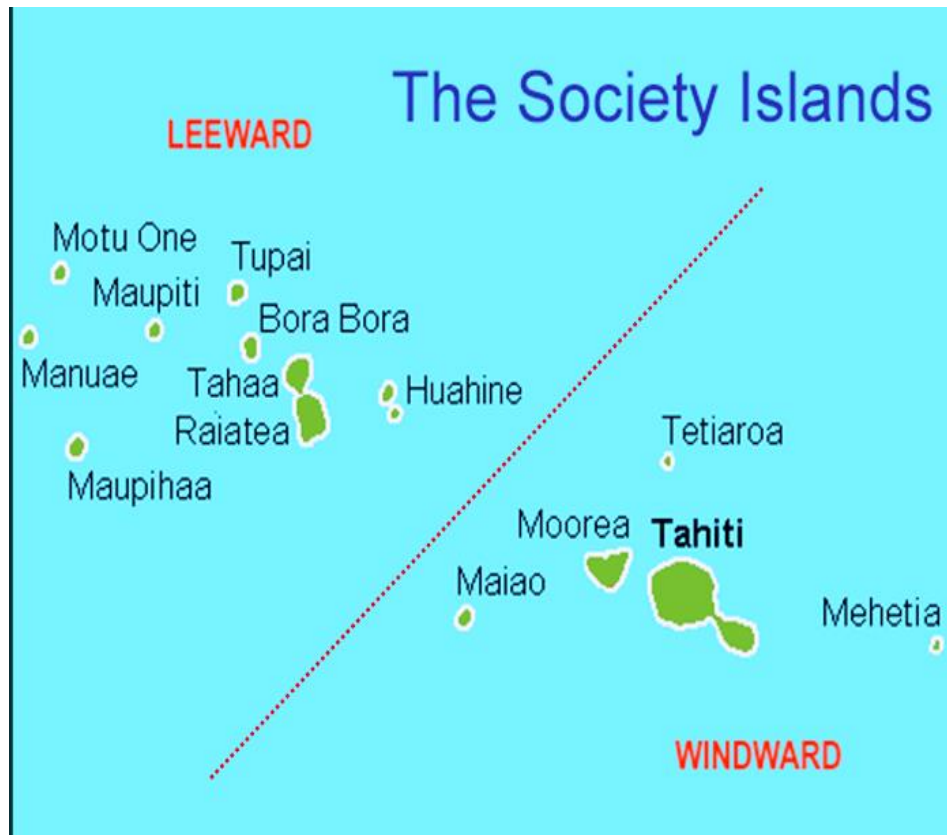 The Society Islands
LEEWARD
Motu One
Tupai
Maupiti
Bora Bora
Manuae
Tahaa
Huahine
Raiatea
Tetiaroa
Maupihaa
Moorea
Tahiti
Maiao
Mehetia
WINDWARD